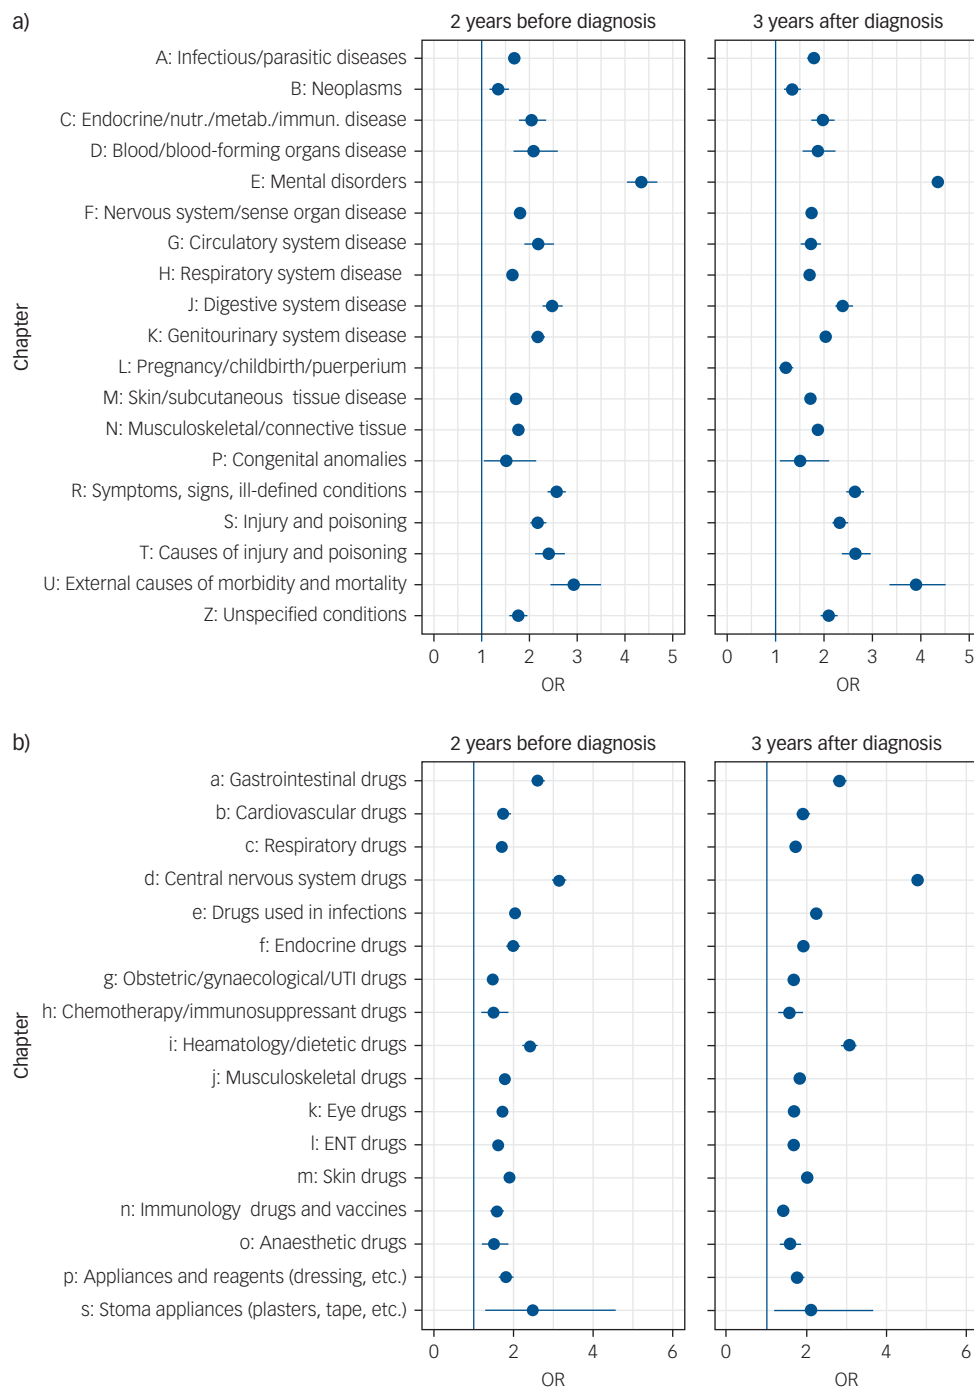 a)
2 years before diagnosis
3 years after diagnosis
Chapter
A: Infectious/parasitic diseases
B: Neoplasms
C: Endocrine/nutr./metab./immun. disease
D: Blood/blood-forming organs disease
E: Mental disorders
F: Nervous system/sense organ disease
G: Circulatory system disease
H: Respiratory system disease
J: Digestive system disease
K: Genitourinary system disease
L: Pregnancy/childbirth/puerperium
M: Skin/subcutaneous tissue disease
N: Musculoskeletal/connective tissue
P: Congenital anomalies
R: Symptoms, signs, ill-defined conditions
S: Injury and poisoning
T: Causes of injury and poisoning
U: External causes of morbidity and mortality
Z: Unspecified conditions
0 1 2 3 4 5
0 1 2 3 4 5
OR
OR
b)
2 years before diagnosis
3 years after diagnosis
Chapter
a: Gastrointestinal drugs
b: Cardiovascular drugs
c: Respiratory drugs
d: Central nervous system drugs
e: Drugs used in infections
f: Endocrine drugs
g: Obstetric/gynaecological/UTI drugs
h: Chemotherapy/immunosuppressant drugs
i: Heamatology/dietetic drugs
j: Musculoskeletal drugs
k: Eye drugs
l: ENT drugs
m: Skin drugs
n: Immunology drugs and vaccines
o: Anaesthetic drugs
p: Appliances and reagents (dressing, etc.)
s: Stoma appliances (plasters, tape, etc.)
0 2 4 6
0 2 4 6
OR
OR